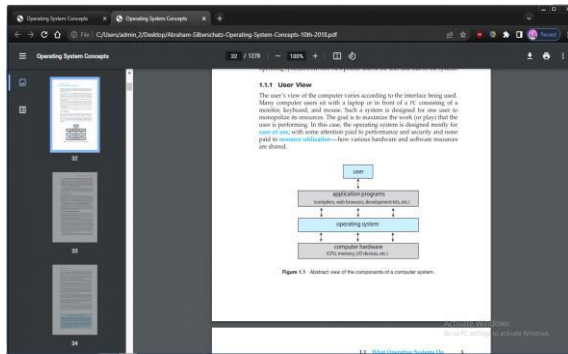 Operating System Concepts
Operating System Concepts
File
C:/Users/admin_2/Desktop/Abraham-Silberschatz-Operating-System-Concepts-10th-2018.pdf
Paused
Operating System Concepts
32 / 1278
100%
32
33
34
1.1.1 User View
The user's view of the computer varies according to the interface being used.
Many computer users sit with a laptop or in front of a PC consisting of a
monitor, keyboard, and mouse. Such a system is designed for one user to
monopolize its resources. The goal is to maximize the work (or play) that the
user is performing. In this case, the operating system is designed mostly for
ease of use, with some attention paid to performance and security and none
paid to resource utilization—how various hardware and software resources
are shared.
user
application programs
(compilers, web browsers, development kits, etc.)
operating system
computer hardware
(CPU, memory, I/O devices, etc.)
Figure 1.1 Abstract view of the components of a computer system.
Activate Windows
Go to PC settings to activate Windows.
1.1 What Operating Systems Do 5